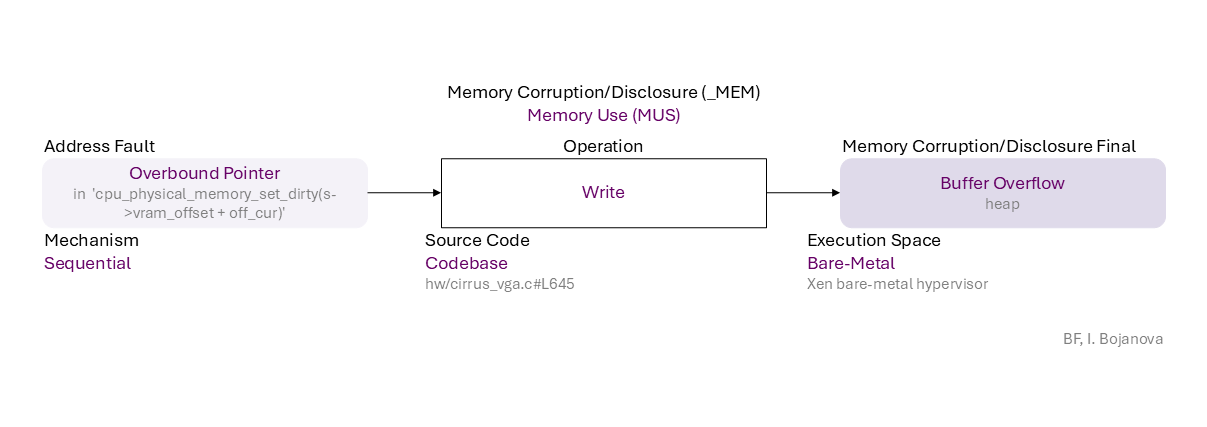 Memory Corruption/Disclosure (_MEM)
Memory Use (MUS)
Address Fault
Operation
Memory Corruption/Disclosure Final
Overbound Pointer
in 'cpu_physical_memory_set_dirty(s-
>vram_offset + off_cur)'
Write
Buffer Overflow
heap
Mechanism
Sequential
Source Code
Codebase
hw/cirrus_vga.c#L645
Execution Space
Bare-Metal
Xen bare-metal hypervisor
BF, I. Bojanova